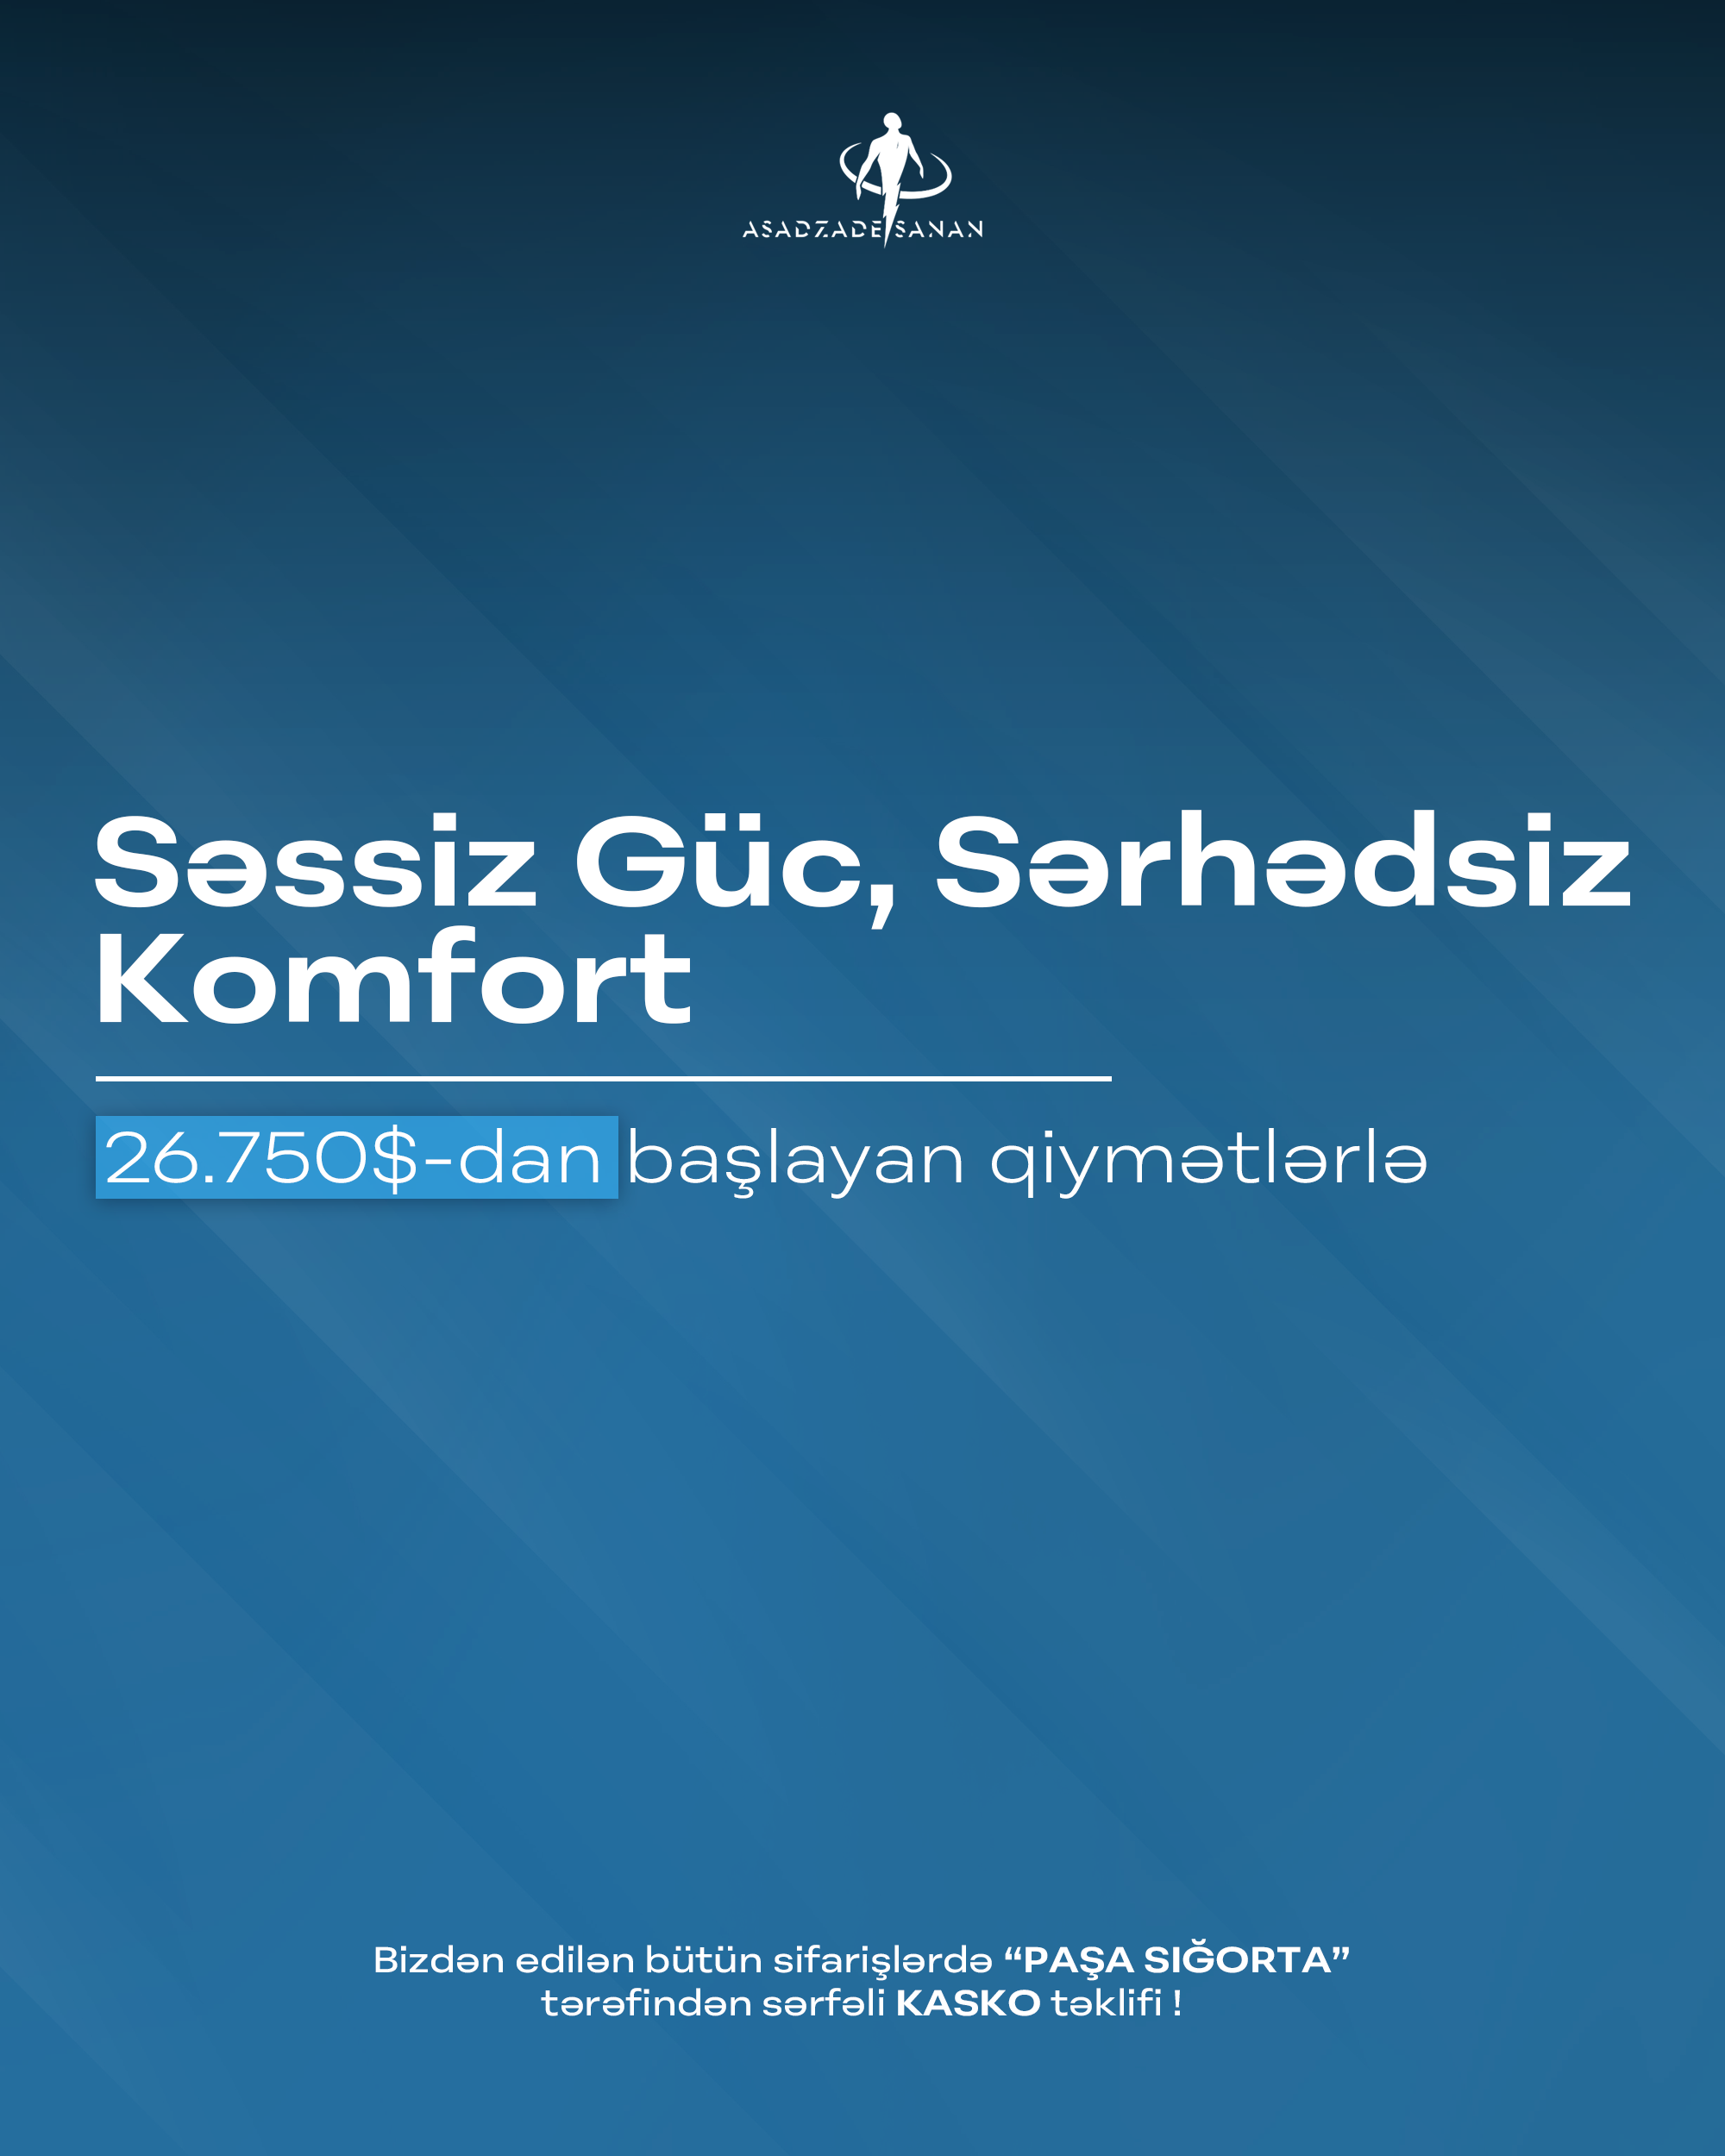 ASADZADE SANAN
Səssiz Güc, Sərhədsiz
Komfort
26.750$-dan başlayan qiymətlərlə
Bizdən edilən bütün sifarişlərdə “PAŞA SIĞORTA”
tərəfindən sərfəli KASKO təklifi !